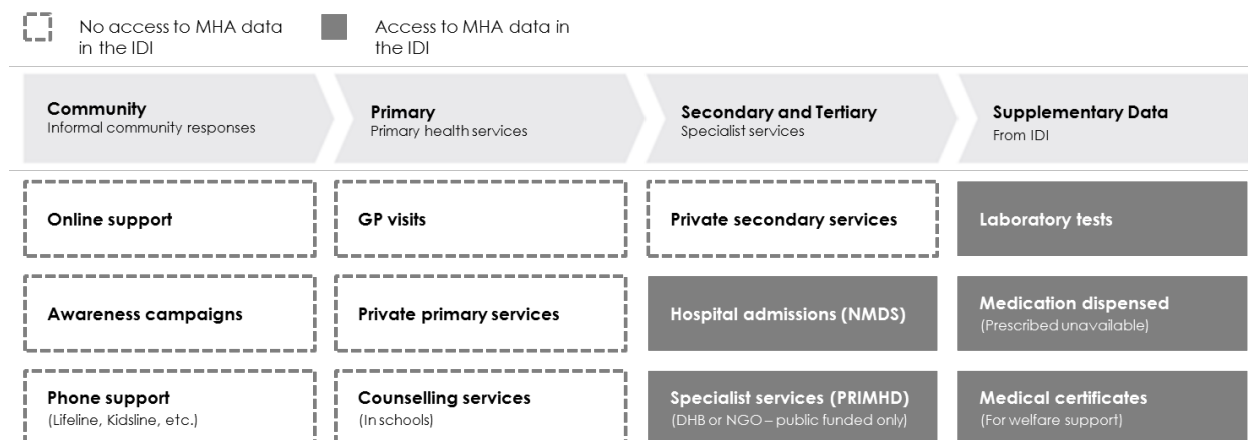 No access to MHA data
in the IDI
Access to MHA data in
the IDI
Community
Informal community responses
Primary
Primary health services
Secondary and Tertiary
Specialist services
Supplementary Data
From IDI
Online support
GP visits
Private secondary services
Laboratory tests
Awareness campaigns
Private primary services
Hospital admissions (NMDS)
Medication dispensed
(Prescribed unavailable)
Phone support
(Lifeline, Kidsline, etc.)
Counselling services
(In schools)
Specialist services (PRIMHD)
(DHB or NGO – public funded only)
Medical certificates
(For welfare support)